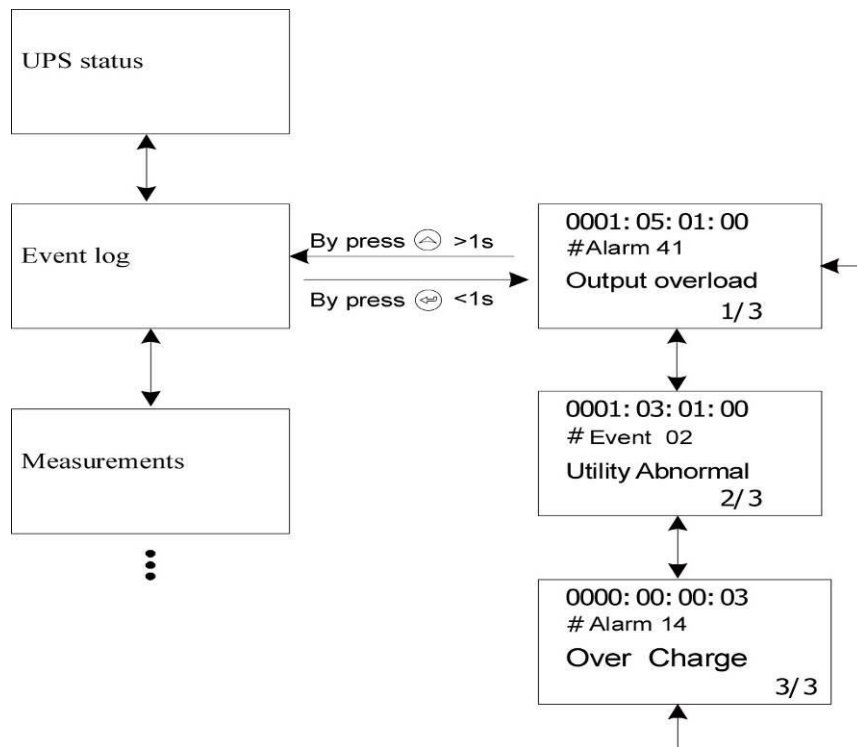 UPS status
Event log
By press >1s
By press <1s
Measurements
0001:05:01:00
#Alarm 41
Output overload
1/3
0001:03:01:00
# Event 02
Utility Abnormal
2/3
0000:00:00:03
# Alarm 14
Over Charge
3/3